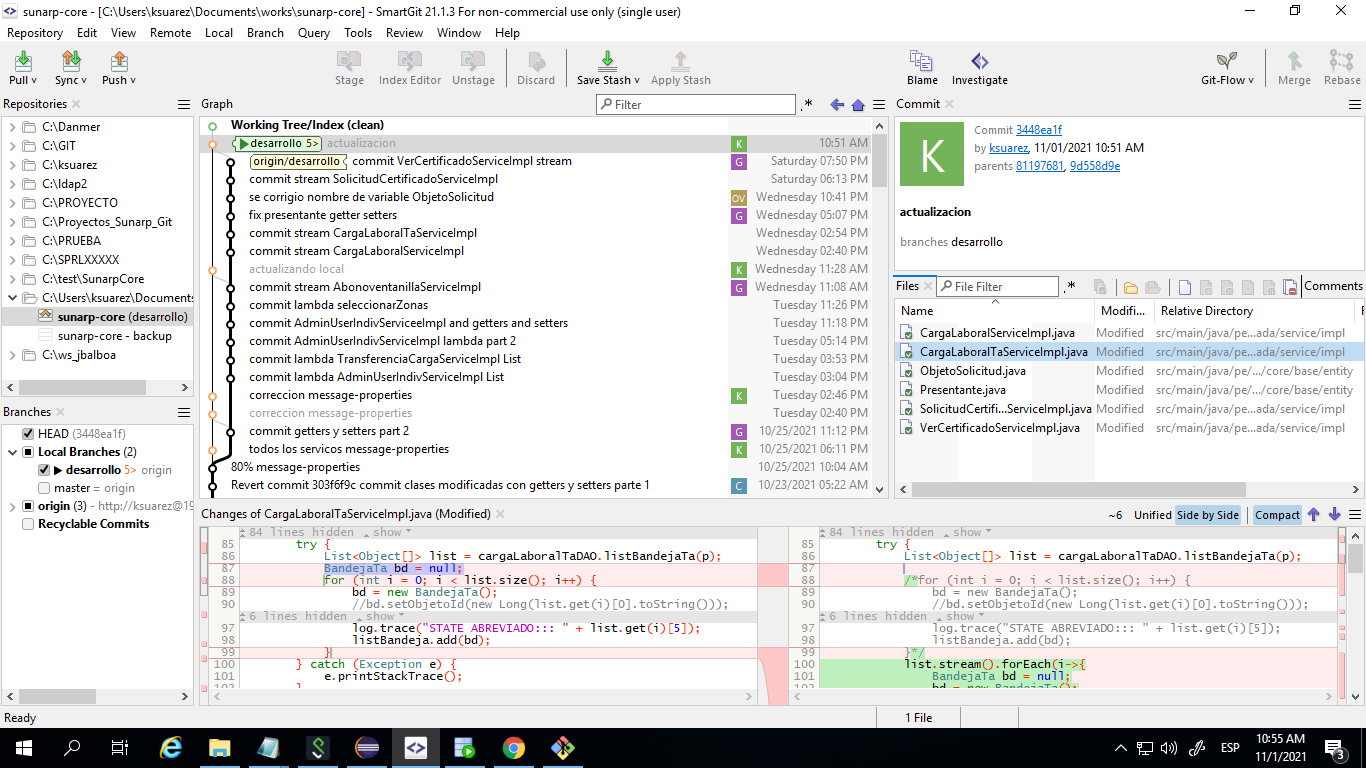 sunarp-core - [C:\Users\ksuarez\Documents\works\sunarp-core] - SmartGit 21.1.3 For non-commercial use only (single user)
Repository Edit View Remote Local Branch Query Tools Review Window Help
Pull Sync Push Stage Index Editor Unstage Discard Save Stash Apply Stash Blame Investigate Git-Flow Merge Rebase
Repositories
C:\Danmer
C:\GIT
C:\ksuarez
C:\ldap2
C:\PROYECTO
C:\Proyectos_Sunarp_Git
C:\PRUEBA
C:\SPRLXXXXX
C:\test\SunarpCore
C:\Users\ksuarez\Documents
sunarp-core (desarrollo)
sunarp-core - backup
C:\ws_jbalboa
Branches
HEAD (3448ea1f)
Local Branches (2)
desarrollo 5> origin
master = origin
origin (3) - http://ksuarez@19
Recyclable Commits
Graph Filter .*
Working Tree/Index (clean)
desarrollo 5> actualizacion K 10:51 AM
origin/desarrollo commit VerCertificadoServiceImpl stream G Saturday 07:50 PM
commit stream SolicitudCertificadoServiceImpl Saturday 06:13 PM
se corrigio nombre de variable ObjetoSolicitud OV Wednesday 10:41 PM
fix presentante getter setters G Wednesday 05:07 PM
commit stream CargaLaboralTaServiceImpl Wednesday 02:54 PM
commit stream CargaLaboralServiceImpl Wednesday 02:40 PM
actualizando local K Wednesday 11:28 AM
commit stream AbonoventanillaServiceImpl G Wednesday 11:08 AM
commit lambda seleccionarZonas Tuesday 11:26 PM
commit AdminUserIndivServiceeImpl and getters and setters Tuesday 11:18 PM
commit AdminUserIndivServiceImpl lambda part 2 Tuesday 05:14 PM
commit lambda TransferenciaCargaServiceImpl List Tuesday 03:53 PM
commit lambda AdminUserIndivServiceImpl List Tuesday 03:04 PM
correccion message-properties K Tuesday 02:46 PM
correccion message-properties Tuesday 02:40 PM
commit getters y setters part 2 G 10/25/2021 11:12 PM
todos los servicos message-properties K 10/25/2021 06:11 PM
80% message-properties 10/25/2021 10:04 AM
Revert commit 303f6f9c commit clases modificadas con getters y setters parte 1 C 10/23/2021 05:22 AM
Commit
K
Commit 3448ea1f
by ksuarez, 11/01/2021 10:51 AM
parents 81197681, 9d558d9e
actualizacion
branches desarrollo
Files File Filter .* Comments
Name Modifi... Relative Directory
CargaLaboralServiceImpl.java Modified src/main/java/pe...ada/service/impl
CargaLaboralTaServiceImpl.java Modified src/main/java/pe...ada/service/impl
ObjetoSolicitud.java Modified src/main/java/pe/.../core/base/entity
Presentante.java Modified src/main/java/pe/.../core/base/entity
SolicitudCertifi...ServiceImpl.java Modified src/main/java/pe...ada/service/impl
VerCertificadoServiceImpl.java Modified src/main/java/pe...ada/service/impl
Changes of CargaLaboralTaServiceImpl.java (Modified) ~6 Unified Side by Side Compact
84 lines hidden show
85 try {
86 List<Object[]> list = cargaLaboralTaDAO.listBandejaTa(p);
87 BandejaTa bd = null;
88 for (int i = 0; i < list.size(); i++) {
89 bd = new BandejaTa();
90 //bd.setObjetoId(new Long(list.get(i)[0].toString()));
6 lines hidden show
97 log.trace("STATE ABREVIADO::: " + list.get(i)[5]);
98 listBandeja.add(bd);
99 }
100 } catch (Exception e) {
101 e.printStackTrace();
102 }
84 lines hidden show
85 try {
86 List<Object[]> list = cargaLaboralTaDAO.listBandejaTa(p);
87
88 /*for (int i = 0; i < list.size(); i++) {
89 bd = new BandejaTa();
90 //bd.setObjetoId(new Long(list.get(i)[0].toString()));
6 lines hidden show
97 log.trace("STATE ABREVIADO::: " + list.get(i)[5]);
98 listBandeja.add(bd);
99 }*/
100 list.stream().forEach(i->{
101 BandejaTa bd = null;
102 bd = new BandejaTa();
Ready 1 File
ESP
10:55 AM
11/1/2021
3